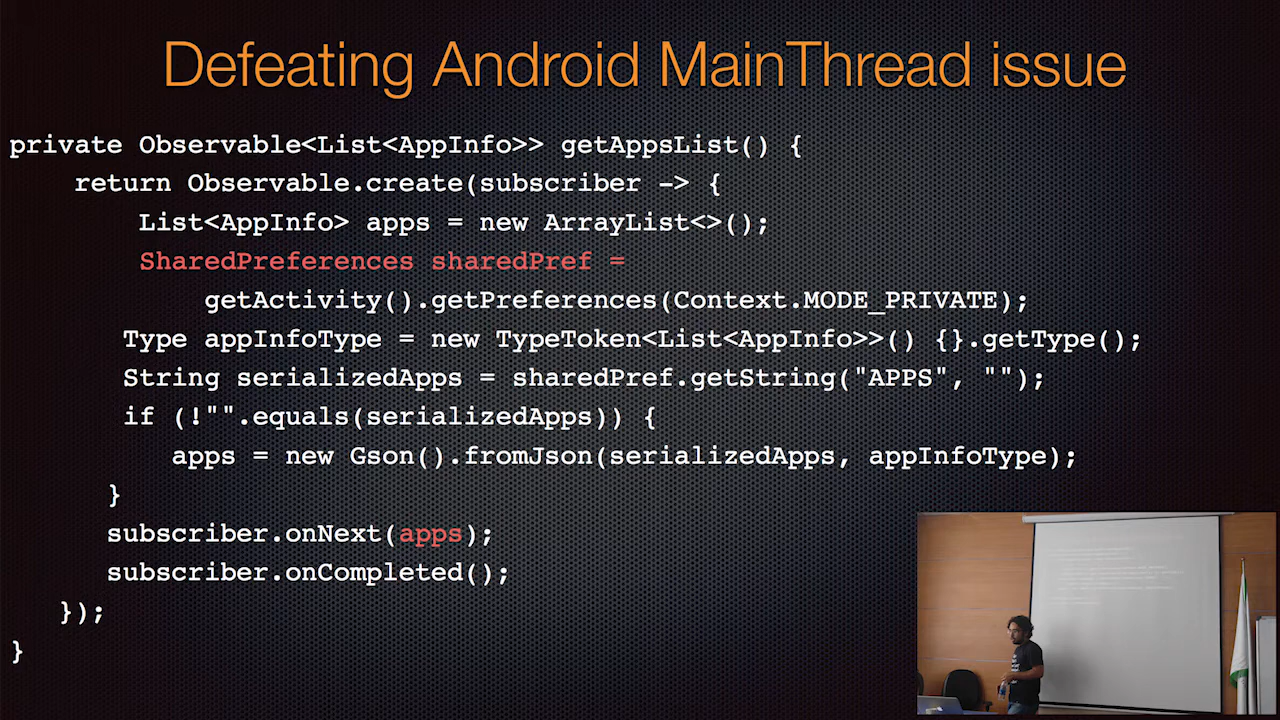 Defeating Android MainThread issue
private Observable<List<AppInfo>> getAppsList() {
return Observable.create(subscriber -> {
List<AppInfo> apps = new ArrayList<>();
SharedPreferences sharedPref =
getActivity().getPreferences(Context.MODE_PRIVATE);
Type appInfoType = new TypeToken<List<AppInfo>>() {}.getType();
String serializedApps = sharedPref.getString("APPS", "");
if (!"".equals(serializedApps)) {
apps = new Gson().fromJson(serializedApps, appInfoType);
}
subscriber.onNext(apps);
subscriber.onCompleted();
});
}